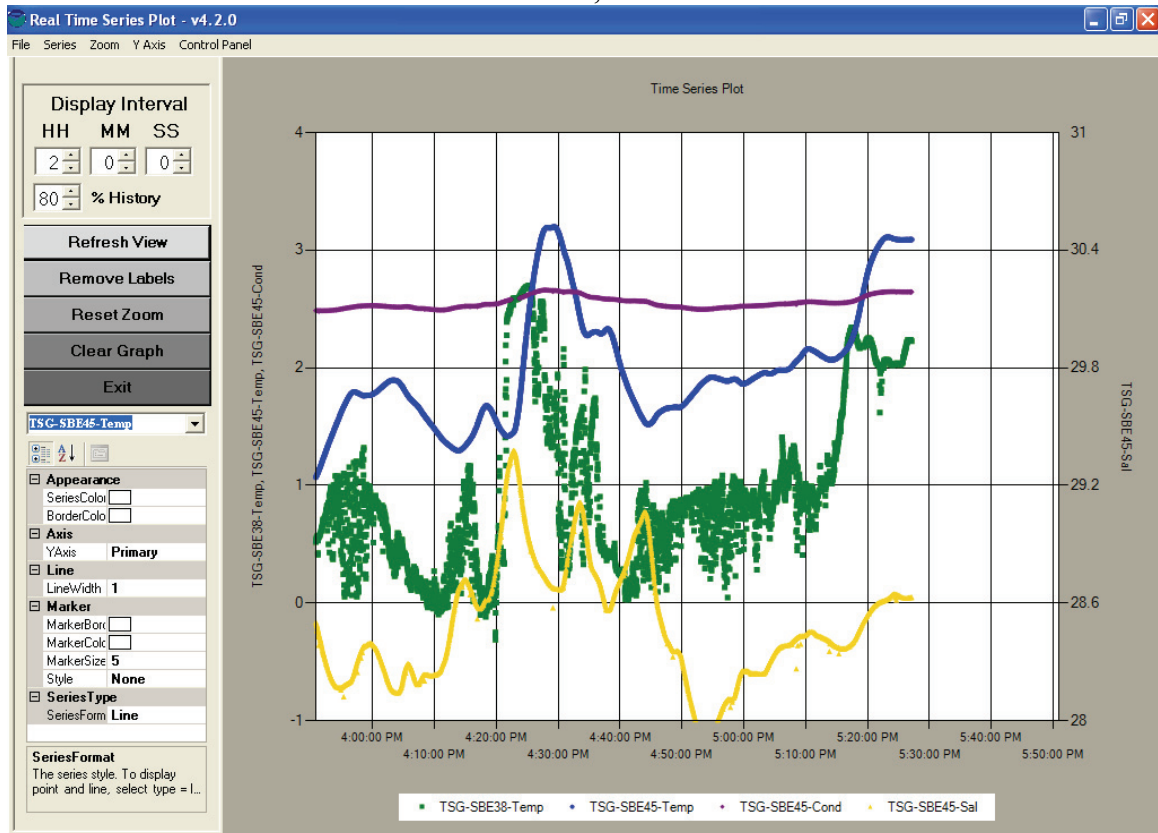 Real Time Series Plot - v4.2.0
File Series Zoom Y Axis Control Panel
Display Interval
HH MM SS
2 0 0
80 % History
Refresh View
Remove Labels
Reset Zoom
Clear Graph
Exit
TSG-SBE45-Temp
Appearance
SeriesColor
BorderColo
Axis
YAxis Primary
Line
LineWidth 1
Marker
MarkerBord
MarkerColo
MarkerSize 5
Style None
SeriesType
SeriesForm Line
SeriesFormat
The series style. To display
point and line, select type = l...
Time Series Plot
TSG-SBE38-Temp, TSG-SBE45-Temp, TSG-SBE45-Cond
4
3
2
1
0
-1
31
30.4
29.8
29.2
28.6
28
TSG-SBE45-Sal
4:00:00 PM 4:20:00 PM 4:40:00 PM 5:00:00 PM 5:20:00 PM 5:40:00 PM
4:10:00 PM 4:30:00 PM 4:50:00 PM 5:10:00 PM 5:30:00 PM 5:50:00 PM
TSG-SBE38-Temp TSG-SBE45-Temp TSG-SBE45-Cond TSG-SBE45-Sal